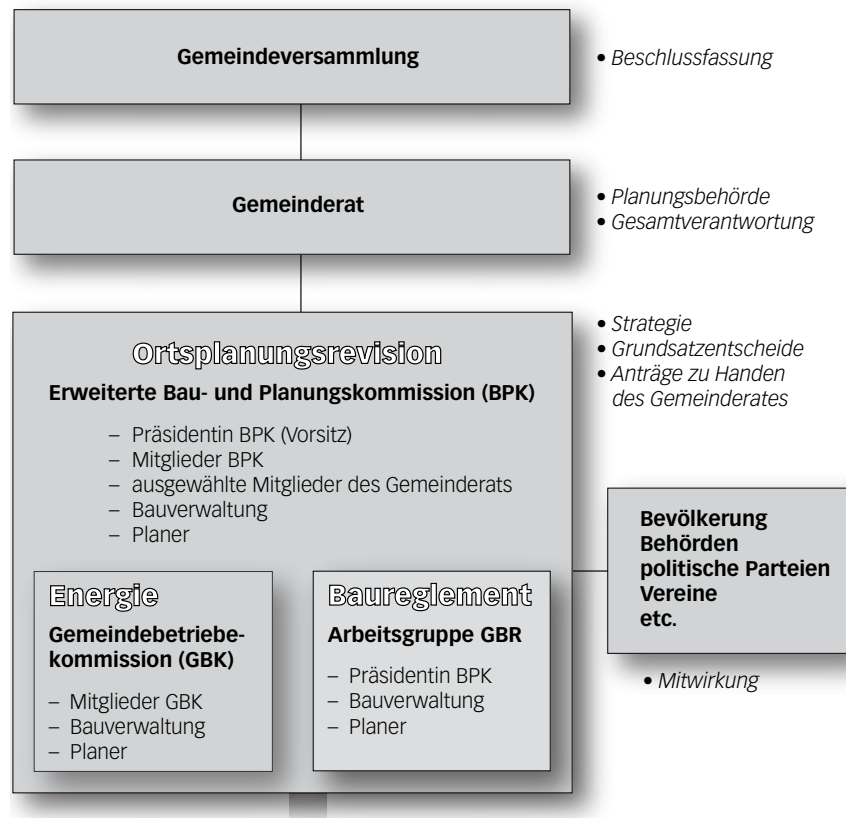 Gemeindeversammlung
• Beschlussfassung
Gemeinderat
• Planungsbehörde
• Gesamtverantwortung
Ortsplanungsrevision
Erweiterte Bau- und Planungskommission (BPK)
– Präsidentin BPK (Vorsitz)
– Mitglieder BPK
– ausgewählte Mitglieder des Gemeinderats
– Bauverwaltung
– Planer
• Strategie
• Grundsatzentscheide
• Anträge zu Handen
des Gemeinderates
Energie
Gemeindebetriebe-
kommission (GBK)
– Mitglieder GBK
– Bauverwaltung
– Planer
Baureglement
Arbeitsgruppe GBR
– Präsidentin BPK
– Bauverwaltung
– Planer
Bevölkerung
Behörden
politische Parteien
Vereine
etc.
• Mitwirkung